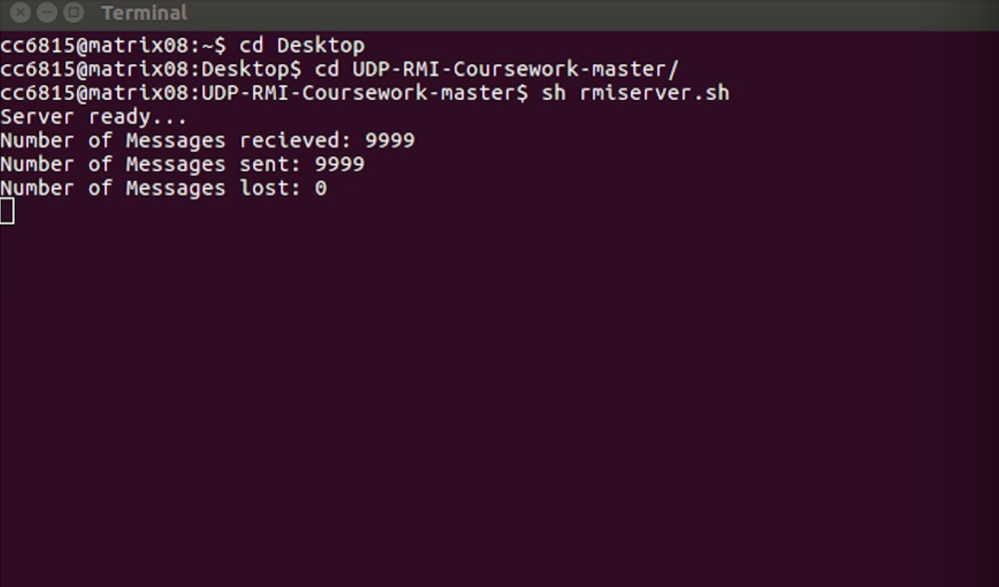 Terminal
cc6815@matrix08:~$ cd Desktop
cc6815@matrix08:Desktop$ cd UDP-RMI-Coursework-master/
cc6815@matrix08:UDP-RMI-Coursework-master$ sh rmiserver.sh
Server ready...
Number of Messages recieved: 9999
Number of Messages sent: 9999
Number of Messages lost: 0